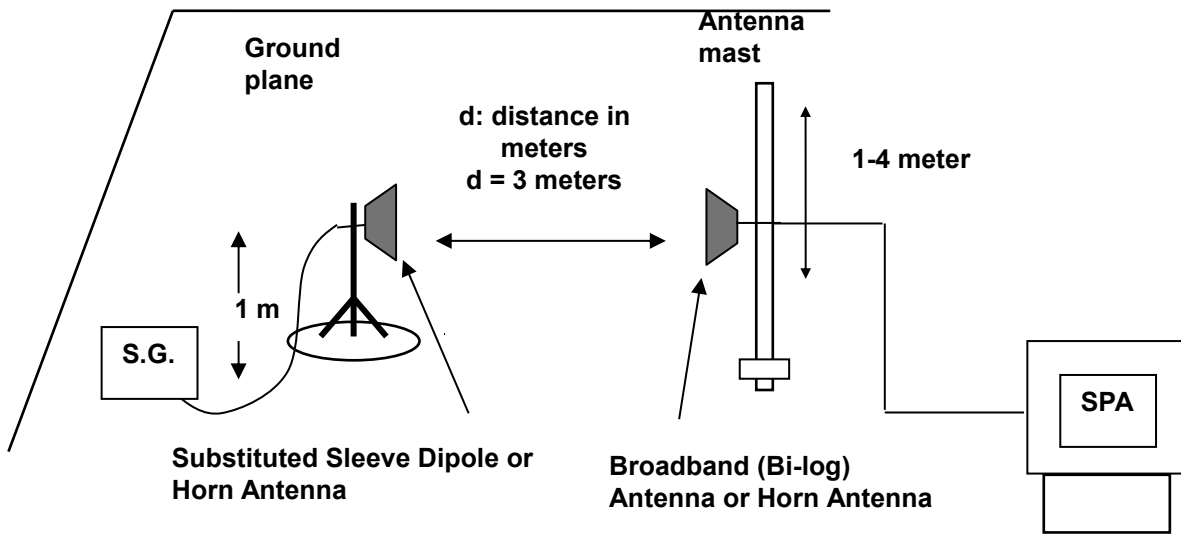 Ground
plane
Antenna
mast
d: distance in
meters
d = 3 meters
1-4 meter
1 m
S.G.
SPA
Substituted Sleeve Dipole or
Horn Antenna
Broadband (Bi-log)
Antenna or Horn Antenna